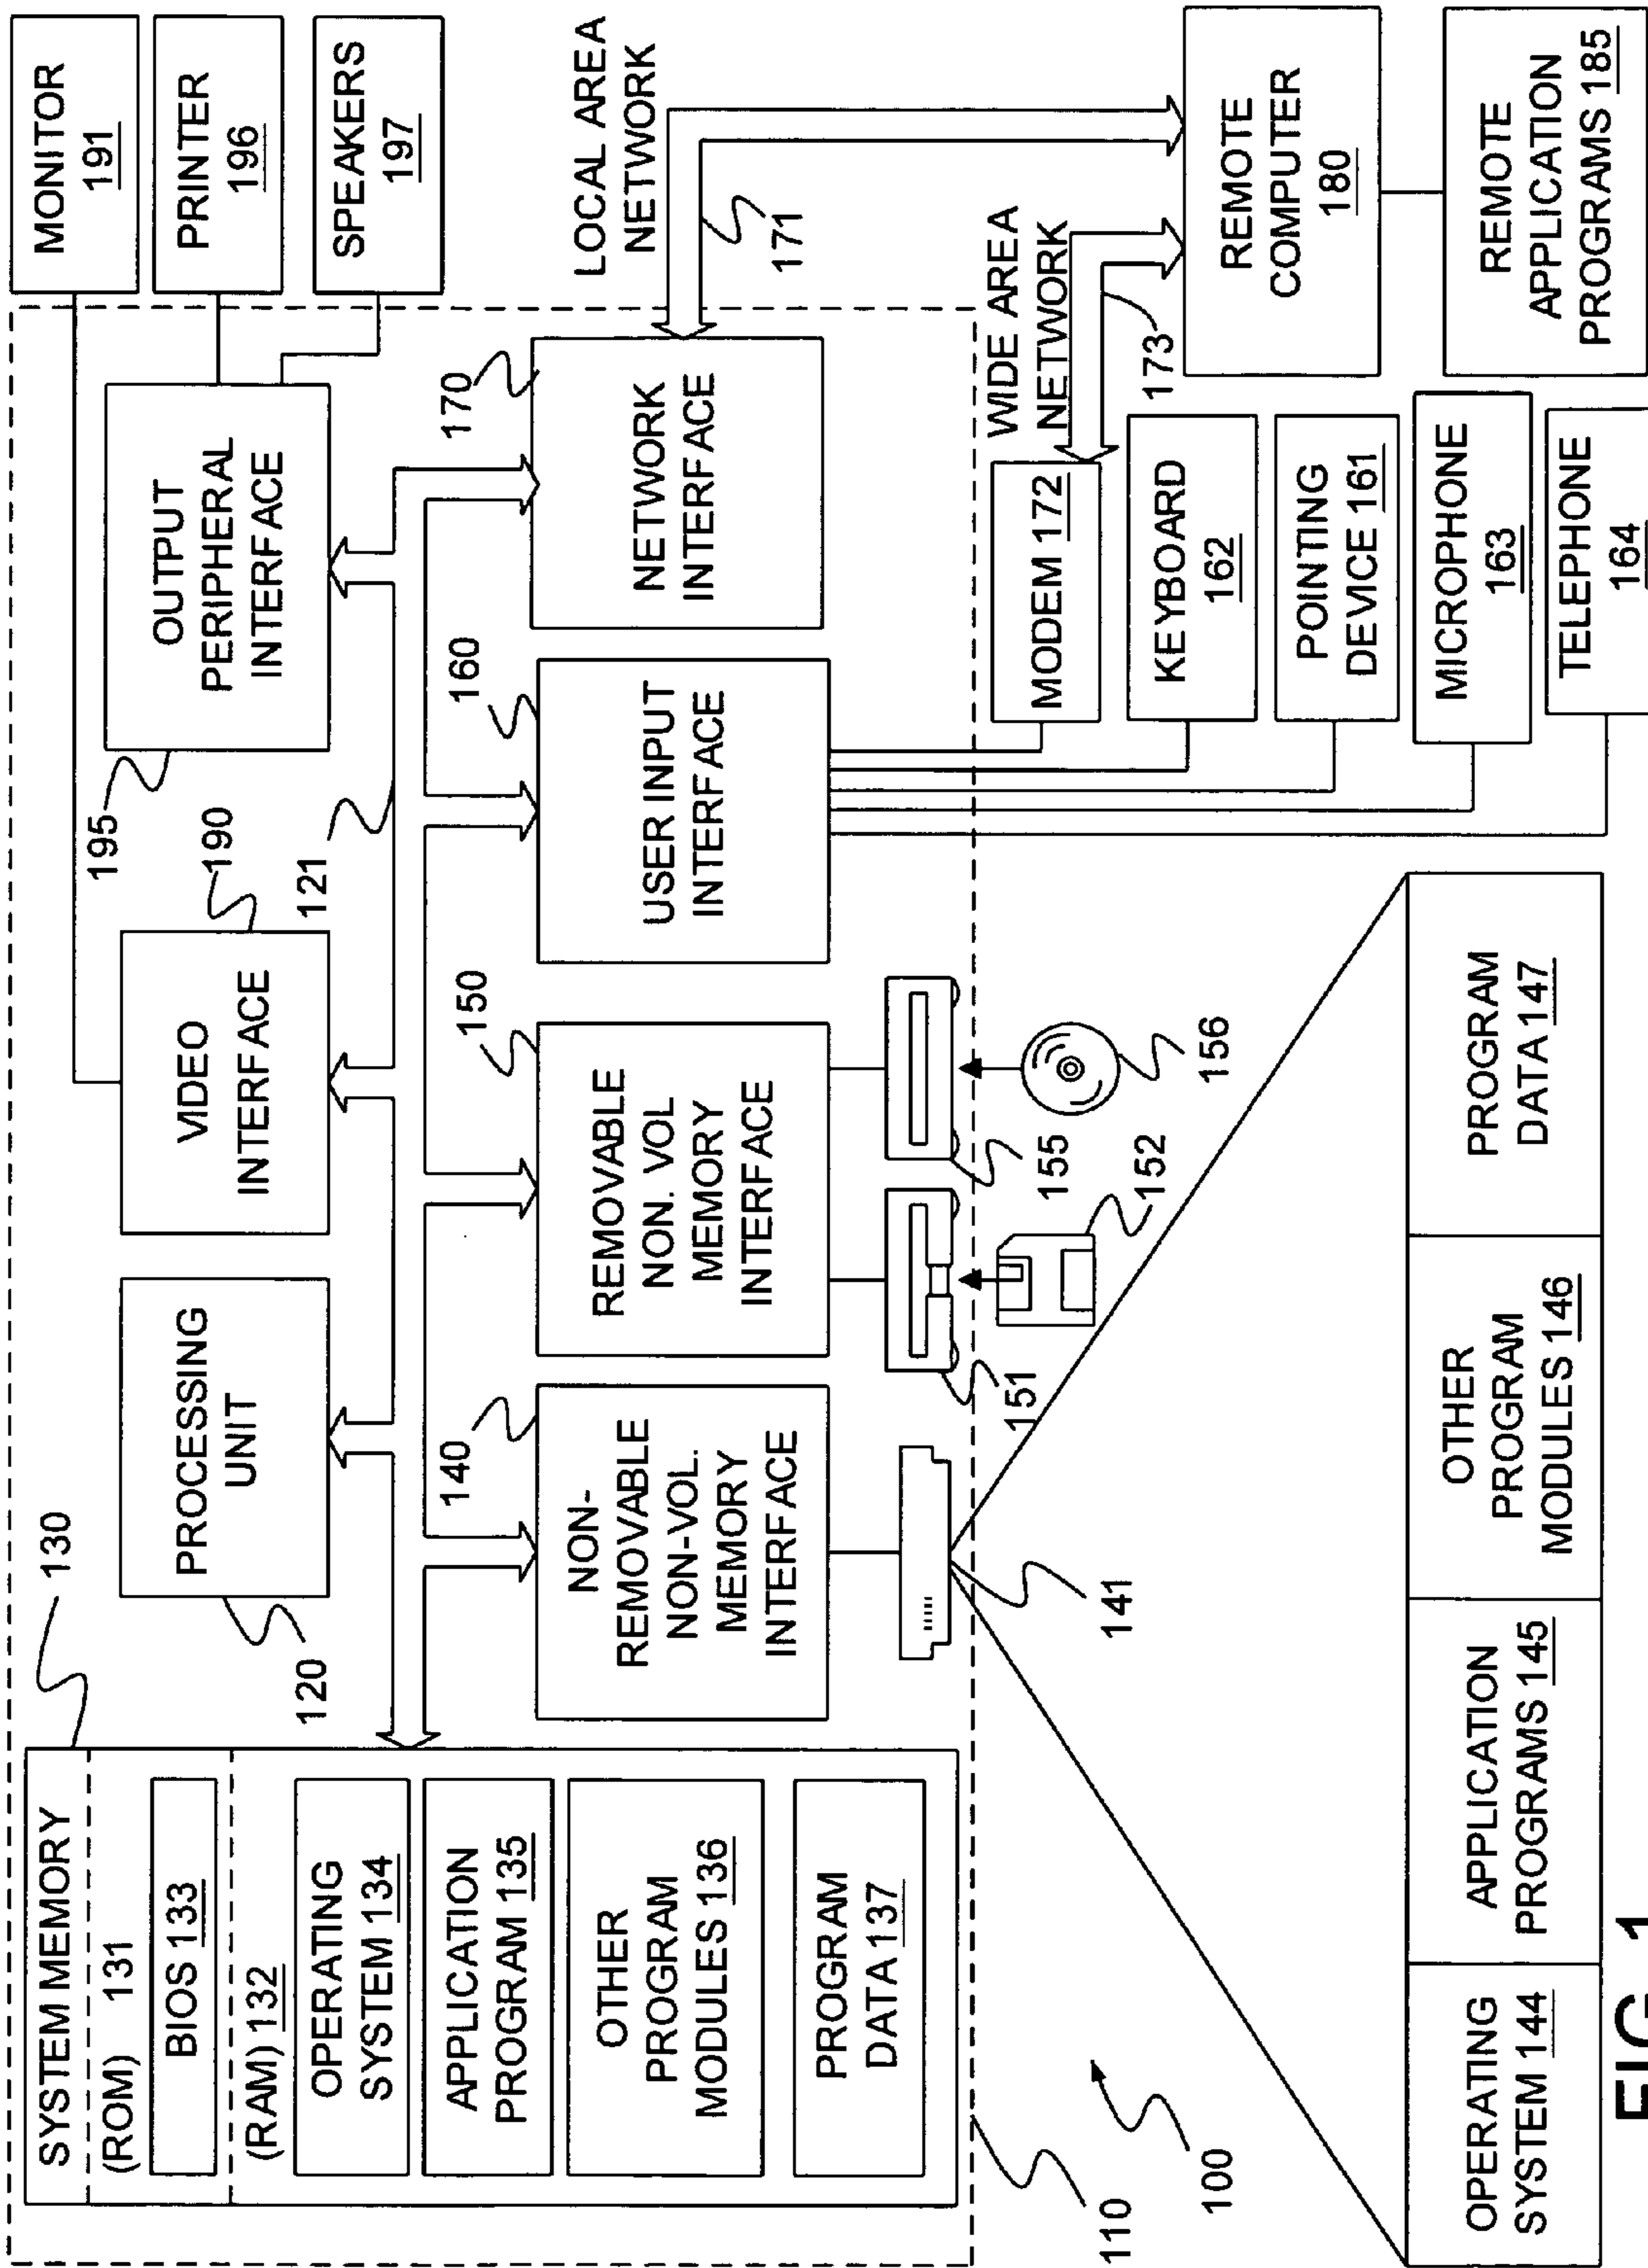 SYSTEM MEMORY
(ROM) 131
BIOS 133
(RAM) 132
OPERATING
SYSTEM 134
APPLICATION
PROGRAM 135
OTHER
PROGRAM
MODULES 136
PROGRAM
DATA 137
130
PROCESSING
UNIT
120
VIDEO
INTERFACE
190
OUTPUT
PERIPHERAL
INTERFACE
195
121
MONITOR
191
PRINTER
196
SPEAKERS
197
NON-
REMOVABLE
NON-VOL.
MEMORY
INTERFACE
140
REMOVABLE
NON. VOL
MEMORY
INTERFACE
150
USER INPUT
INTERFACE
160
NETWORK
INTERFACE
170
LOCAL AREA
NETWORK
171
WIDE AREA
NETWORK
173
141
151
152
155
156
MODEM 172
KEYBOARD
162
POINTING
DEVICE 161
MICROPHONE
163
TELEPHONE
164
REMOTE
COMPUTER
180
REMOTE
APPLICATION
PROGRAMS 185
110
100
OPERATING
SYSTEM 144
APPLICATION
PROGRAMS 145
OTHER
PROGRAM
MODULES 146
PROGRAM
DATA 147
FIG. 1